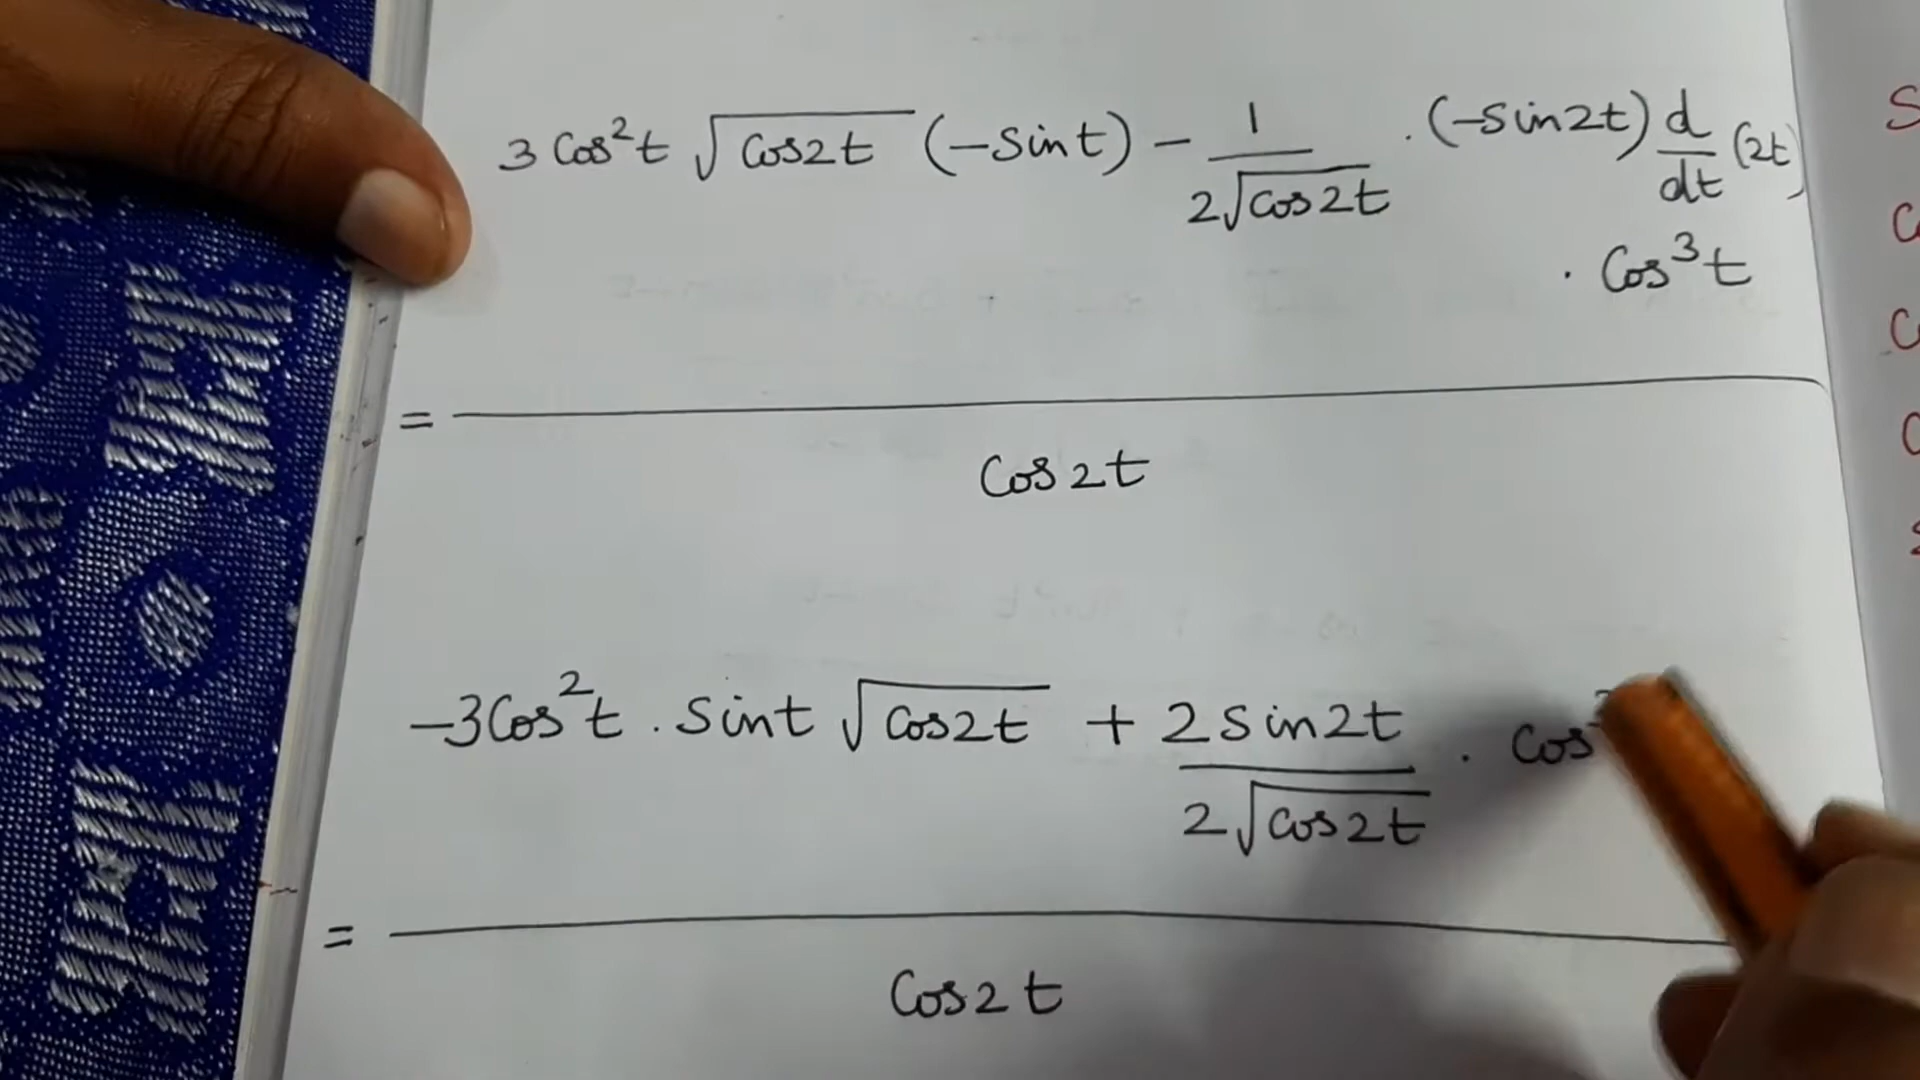 3 Cos²t √Cos2t (-Sint) - 1/(2√Cos2t) · (-Sin2t) d/dt (2t)
· Cos³t
=
Cos2t
-3Cos²t · Sint √Cos2t + 2Sin2t/(2√Cos2t) · Cos
=
Cos2t